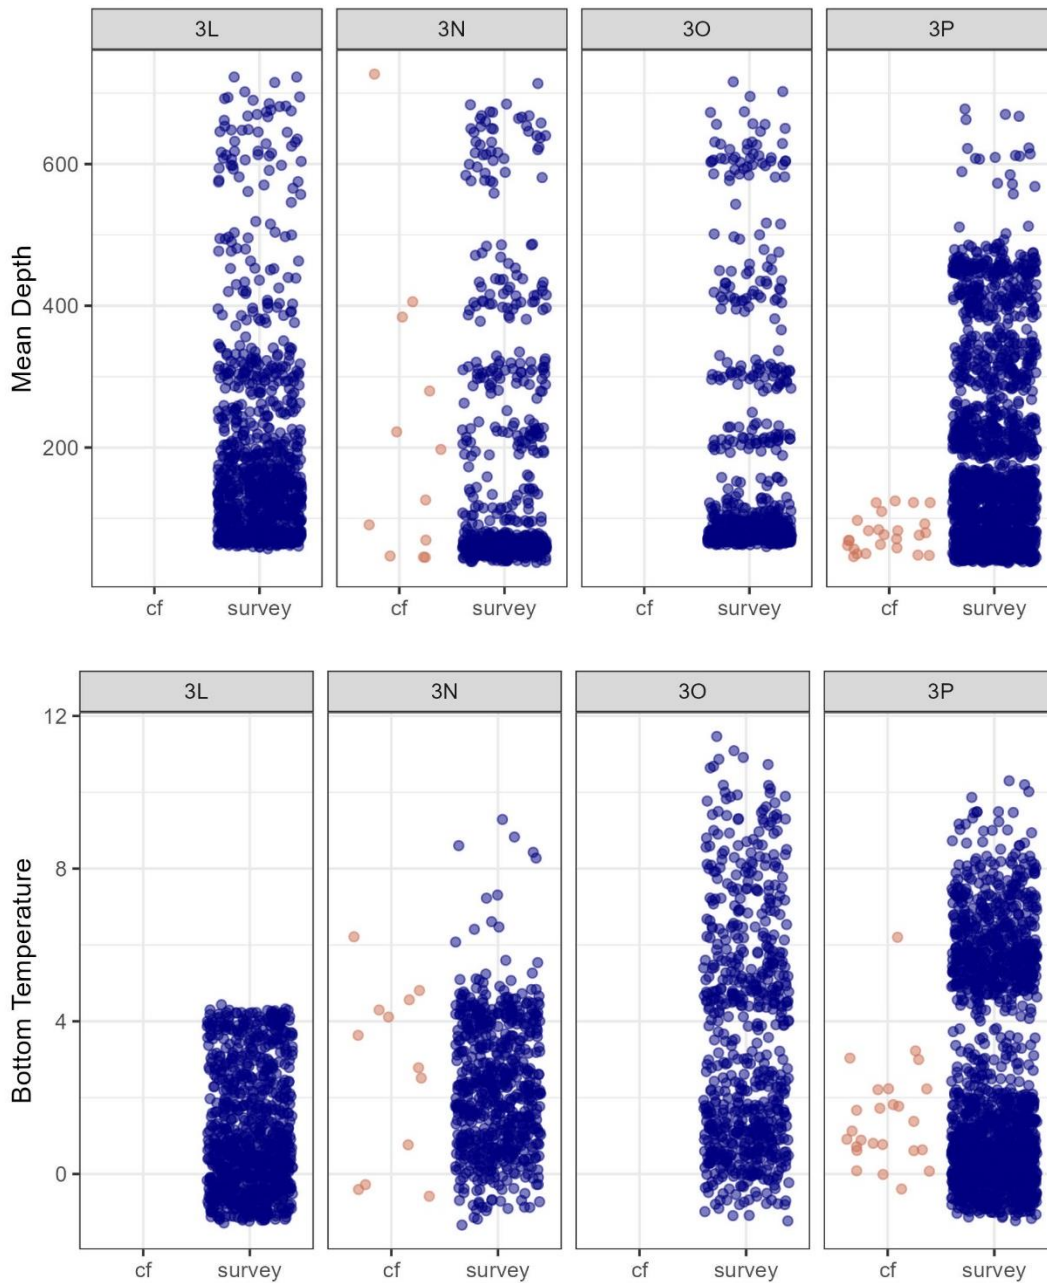 3L 3N 3O 3P
600
400
200
Mean Depth
cf survey cf survey cf survey cf survey
3L 3N 3O 3P
12
8
4
0
Bottom Temperature
cf survey cf survey cf survey cf survey